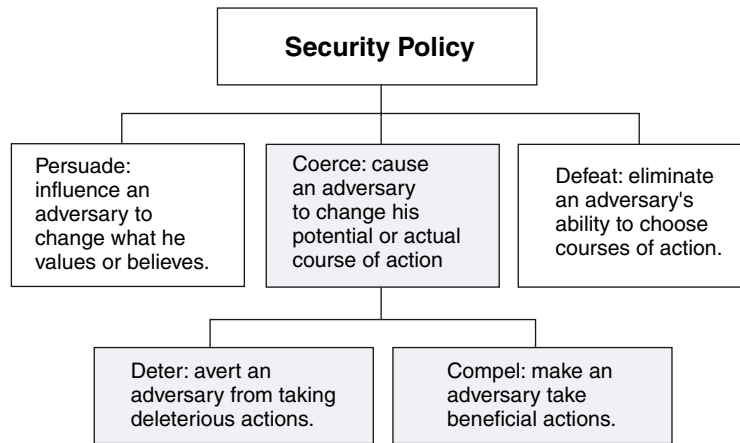 Security Policy
Persuade:
influence an
adversary to
change what he
values or believes.
Coerce: cause
an adversary
to change his
potential or actual
course of action
Defeat: eliminate
an adversary's
ability to choose
courses of action.
Deter: avert an
adversary from taking
deleterious actions.
Compel: make an
adversary take
beneficial actions.